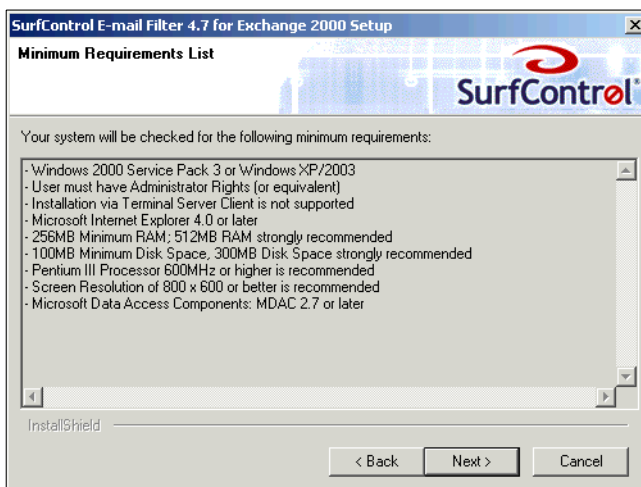 SurfControl E-mail Filter 4.7 for Exchange 2000 Setup
Minimum Requirements List
SurfControl
Your system will be checked for the following minimum requirements:
- Windows 2000 Service Pack 3 or Windows XP/2003
- User must have Administrator Rights (or equivalent)
- Installation via Terminal Server Client is not supported
- Microsoft Internet Explorer 4.0 or later
- 256MB Minimum RAM; 512MB RAM strongly recommended
- 100MB Minimum Disk Space, 300MB Disk Space strongly recommended
- Pentium III Processor 600MHz or higher is recommended
- Screen Resolution of 800 x 600 or better is recommended
- Microsoft Data Access Components: MDAC 2.7 or later
InstallShield
< Back Next > Cancel